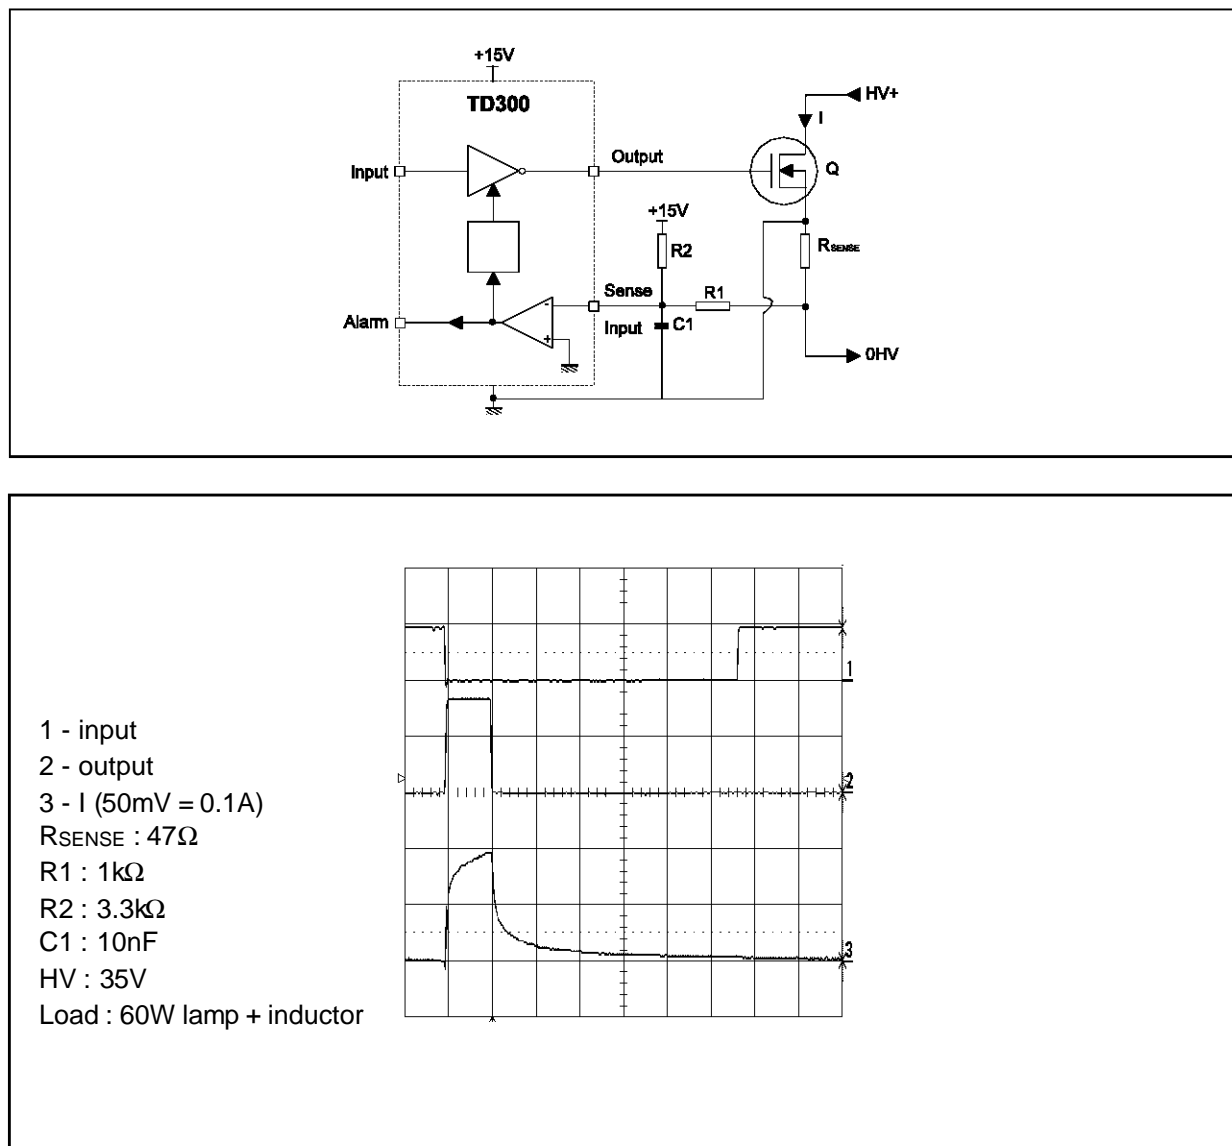 +15V
TD300
HV+
I
Input
Output
Q
+15V
R2
RSENSE
Sense
R1
Alarm
Input
C1
0HV
-
+
1
2
3
1 - input
2 - output
3 - I (50mV = 0.1A)
RSENSE : 47Ω
R1 : 1kΩ
R2 : 3.3kΩ
C1 : 10nF
HV : 35V
Load : 60W lamp + inductor